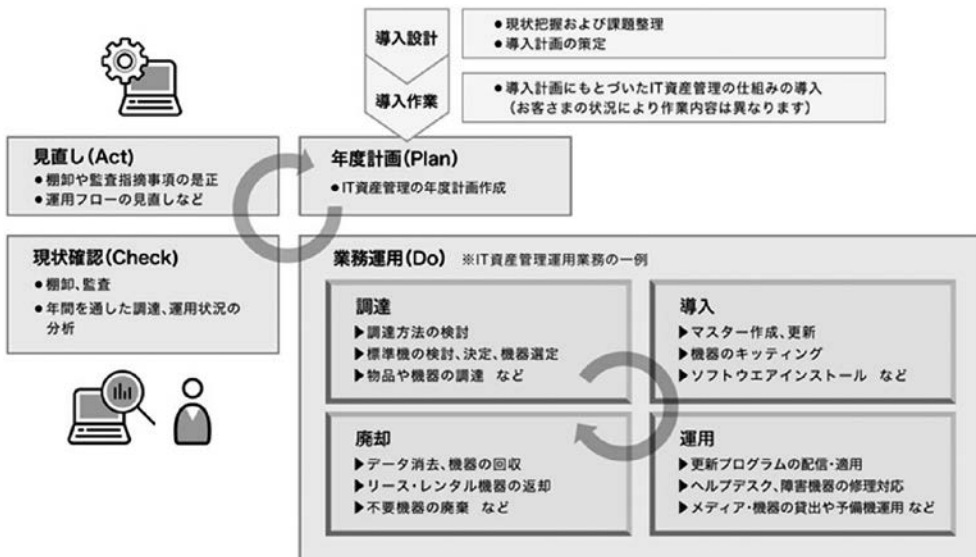 導入設計
●現状把握および課題整理
●導入計画の策定
導入作業
●導入計画にもとづいたIT資産管理の仕組みの導入
（お客さまの状況により作業内容は異なります）
見直し(Act)
●棚卸や監査指摘事項の是正
●運用フローの見直しなど
年度計画(Plan)
●IT資産管理の年度計画作成
現状確認(Check)
●棚卸、監査
●年間を通した調達、運用状況の
分析
業務運用(Do) ※IT資産管理運用業務の一例
調達
▶調達方法の検討
▶標準機の検討、決定、機器選定
▶物品や機器の調達 など
導入
▶マスター作成、更新
▶機器のキッティング
▶ソフトウエアインストール など
廃却
▶データ消去、機器の回収
▶リース・レンタル機器の返却
▶不要機器の廃棄 など
運用
▶更新プログラムの配信・適用
▶ヘルプデスク、障害機器の修理対応
▶メディア・機器の貸出や予備機運用 など